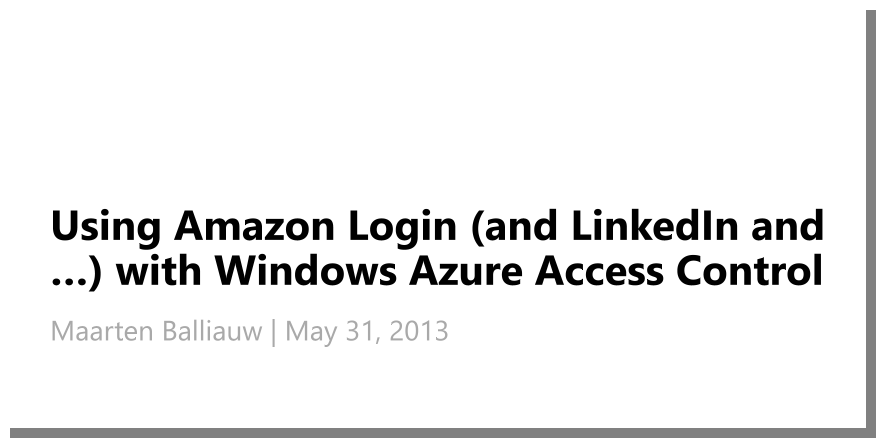 Using Amazon Login (and LinkedIn and
…) with Windows Azure Access Control
Maarten Balliauw | May 31, 2013